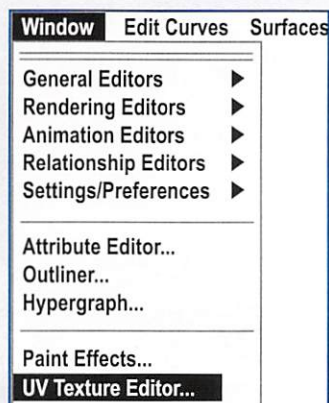 Window Edit Curves Surfaces
General Editors ▶
Rendering Editors ▶
Animation Editors ▶
Relationship Editors ▶
Settings/Preferences ▶
Attribute Editor...
Outliner...
Hypergraph...
Paint Effects...
UV Texture Editor...